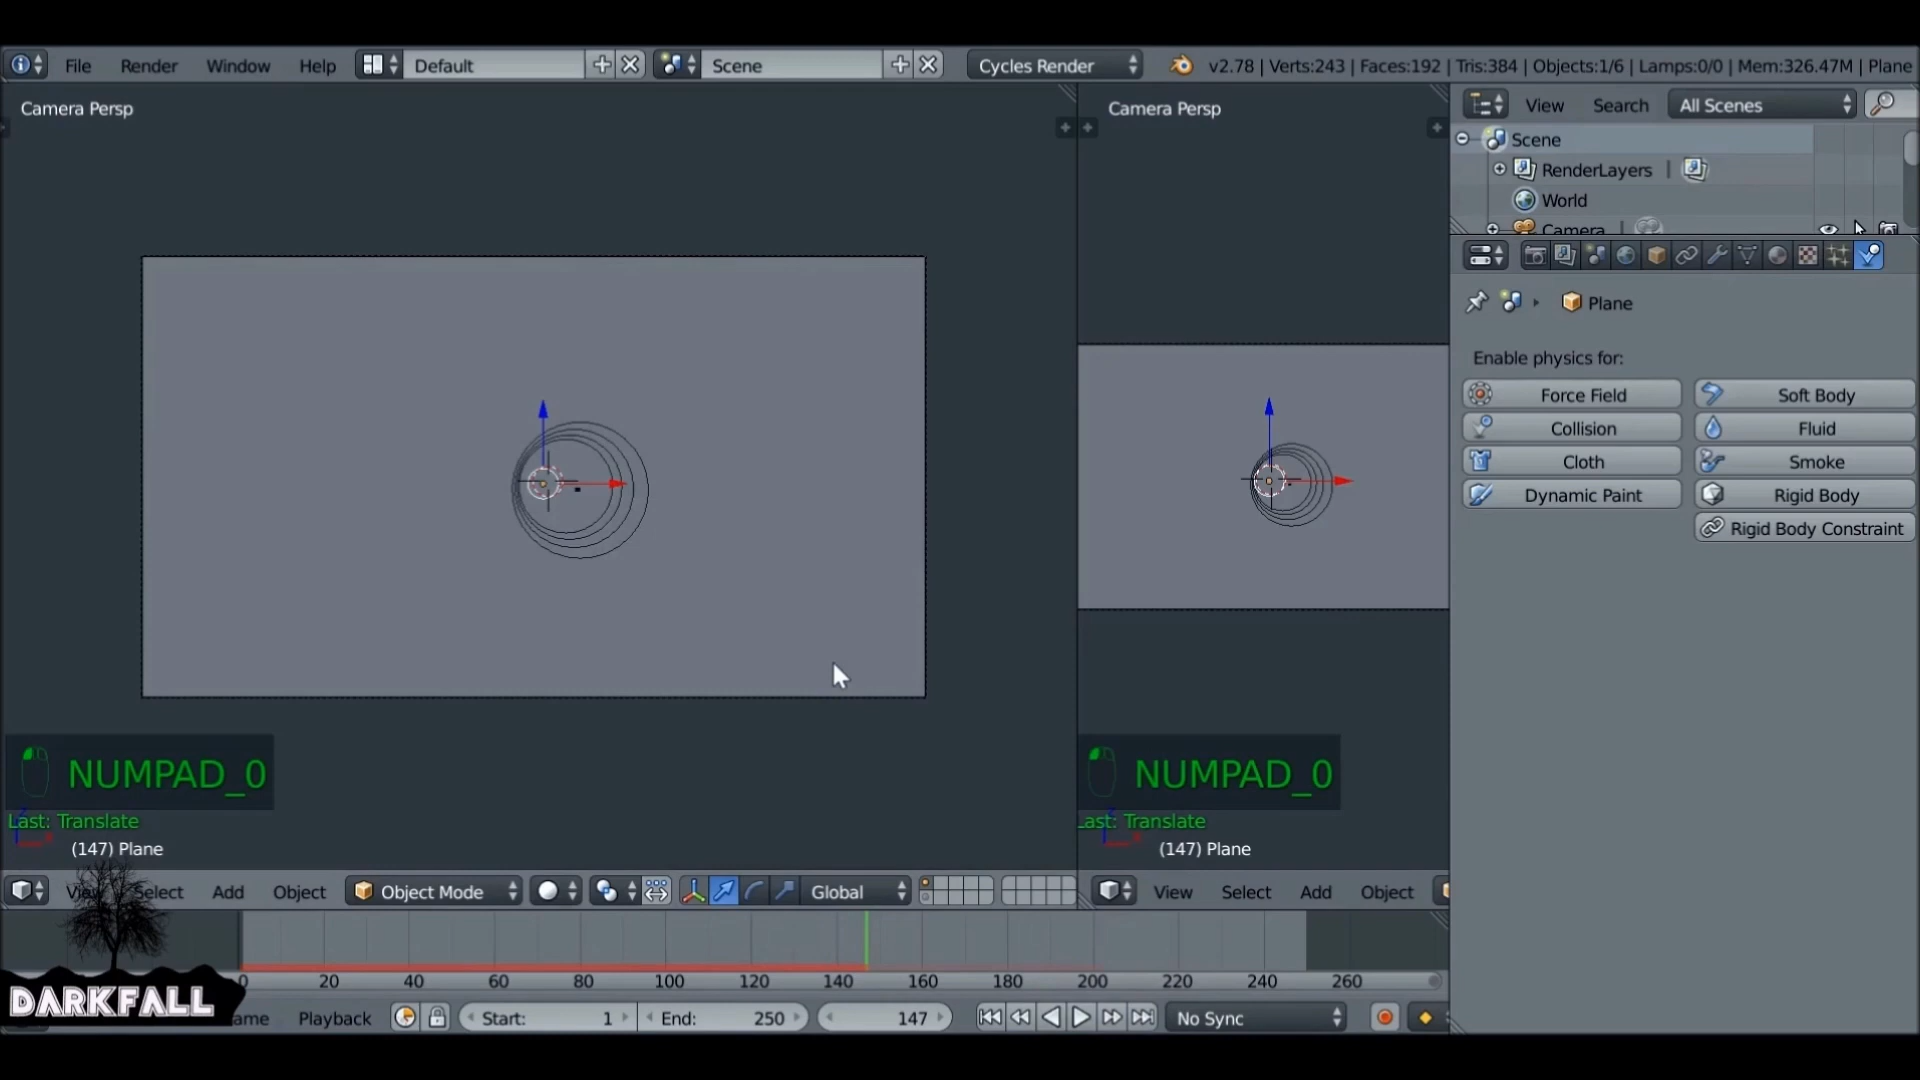 File Render Window Help Default Scene Cycles Render v2.78 | Verts:243 | Faces:192 | Tris:384 | Objects:1/6 | Lamps:0/0 | Mem:326.47M | Plane
Camera Persp
Camera Persp
View Search All Scenes
Scene
RenderLayers
World
Camera
Plane
Enable physics for:
Force Field Soft Body
Collision Fluid
Cloth Smoke
Dynamic Paint Rigid Body
Rigid Body Constraint
NUMPAD_0
Last: Translate
(147) Plane
NUMPAD_0
Last: Translate
(147) Plane
View Select Add Object Object Mode Global
View Select Add Object
0 20 40 60 80 100 120 140 160 180 200 220 240 260
DARKFALL
Playback Start: 1 End: 250 147 No Sync